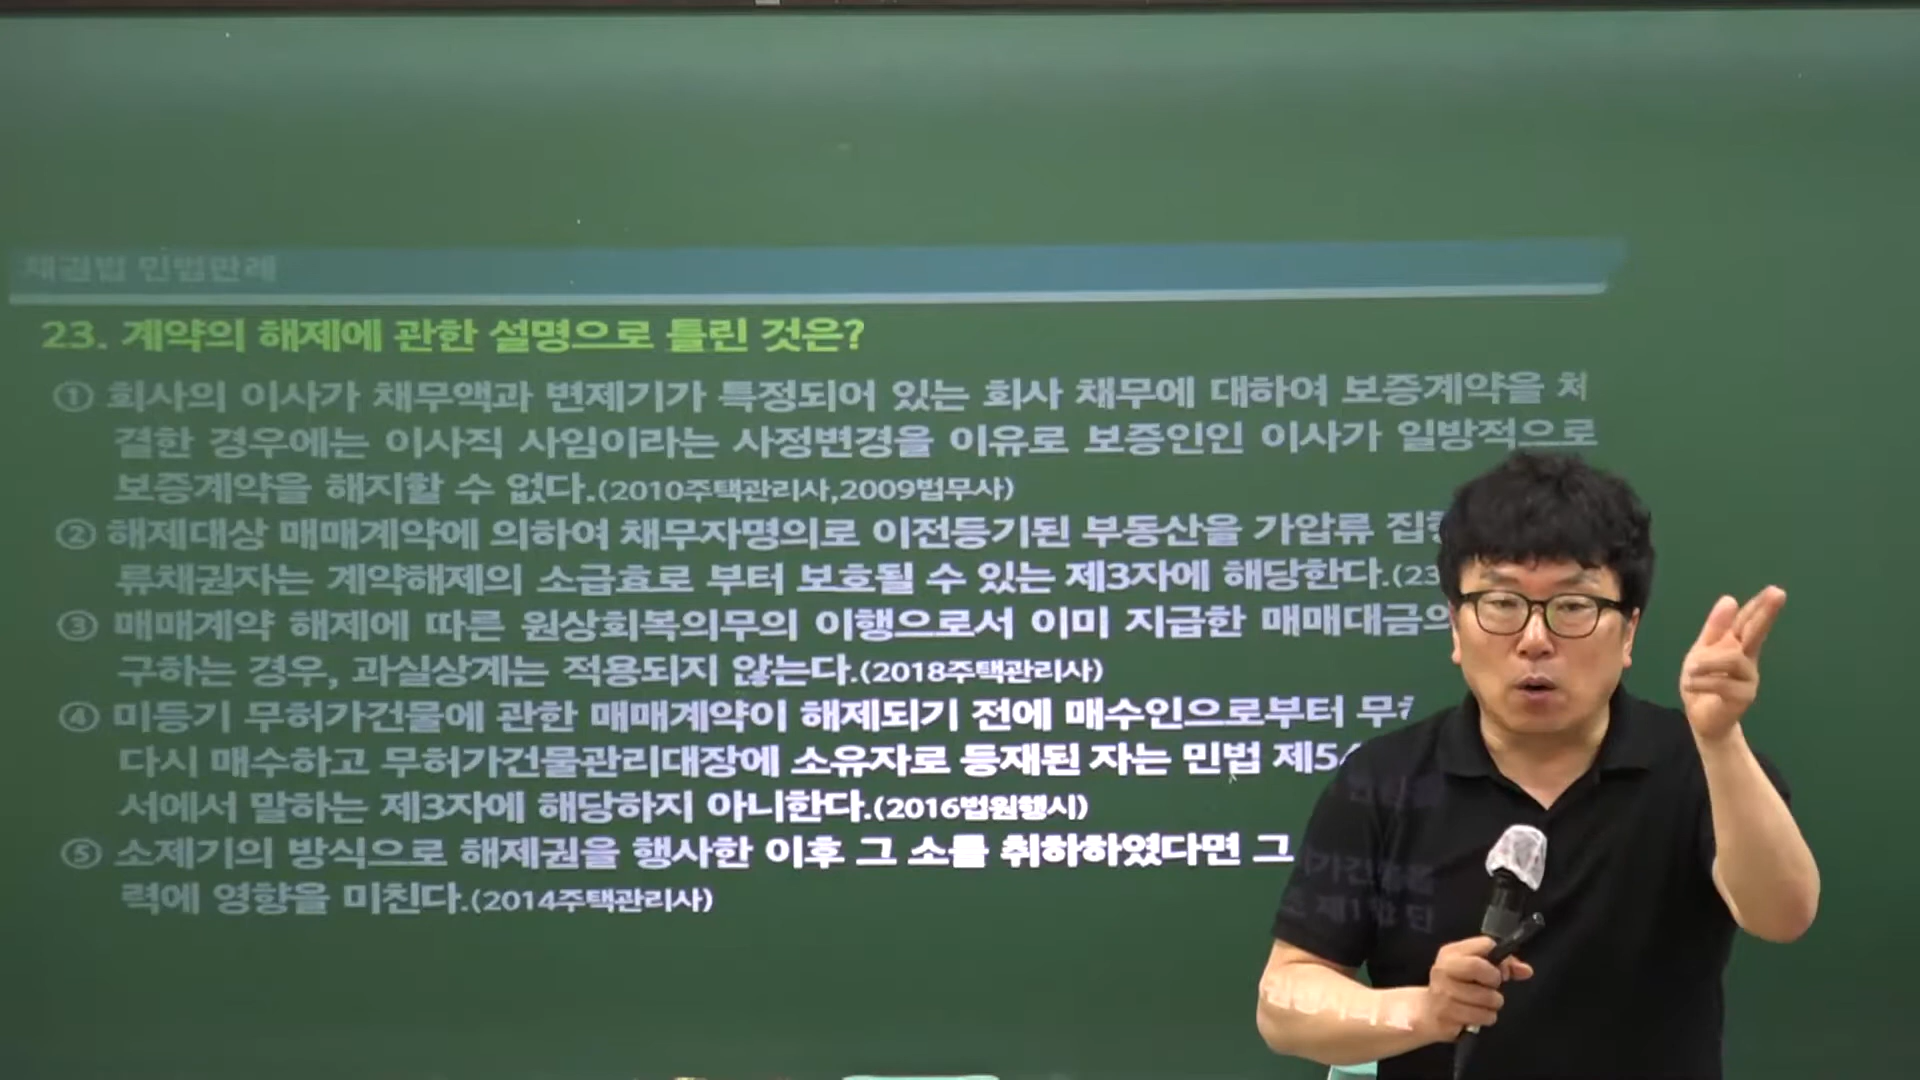 채권법 민법판례
23. 계약의 해제에 관한 설명으로 틀린 것은?
① 회사의 이사가 채무액과 변제기가 특정되어 있는 회사 채무에 대하여 보증계약을 체
결한 경우에는 이사직 사임이라는 사정변경을 이유로 보증인인 이사가 일방적으로
보증계약을 해지할 수 없다.(2010주택관리사,2009법무사)
② 해제대상 매매계약에 의하여 채무자명의로 이전등기된 부동산을 가압류
류채권자는 계약해제의 소급효로 부터 보호될 수 있는 제3자에 해당한다.(23
③ 매매계약 해제에 따른 원상회복의무의 이행으로서 이미 지급한 매매대금의
구하는 경우, 과실상계는 적용되지 않는다.(2018주택관리사)
④ 미등기 무허가건물에 관한 매매계약이 해제되기 전에 매수인으로부터
다시 매수하고 무허가건물관리대장에 소유자로 등재된 자는 민법
서에서 말하는 제3자에 해당하지 아니한다.(2016법원행시)
⑤ 소제기의 방식으로 해제권을 행사한 이후 그 소를 취하하였다면 그
력에 영향을 미친다.(2014주택관리사)